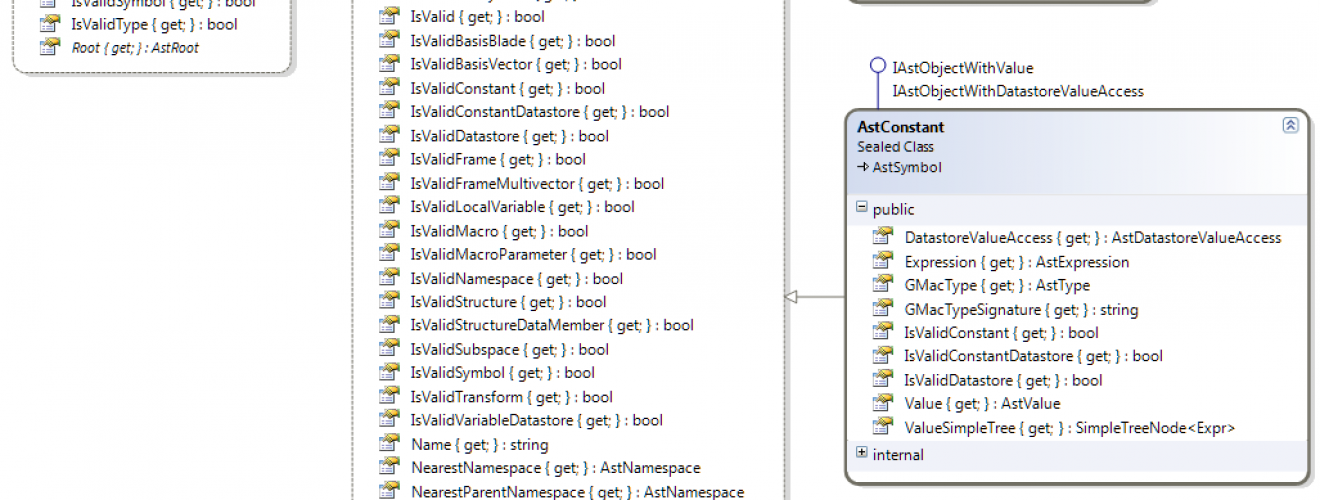 IsValidSymbol { get; } : bool
IsValidType { get; } : bool
Root { get; } : AstRoot
IsValid { get; } : bool
IsValidBasisBlade { get; } : bool
IsValidBasisVector { get; } : bool
IsValidConstant { get; } : bool
IsValidConstantDatastore { get; } : bool
IsValidDatastore { get; } : bool
IsValidFrame { get; } : bool
IsValidFrameMultivector { get; } : bool
IsValidLocalVariable { get; } : bool
IsValidMacro { get; } : bool
IsValidMacroParameter { get; } : bool
IsValidNamespace { get; } : bool
IsValidStructure { get; } : bool
IsValidStructureDataMember { get; } : bool
IsValidSubspace { get; } : bool
IsValidSymbol { get; } : bool
IsValidTransform { get; } : bool
IsValidVariableDatastore { get; } : bool
Name { get; } : string
NearestNamespace { get; } : AstNamespace
NearestParentNamespace { get; } : AstNamespace
IAstObjectWithValue
IAstObjectWithDatastoreValueAccess
AstConstant
Sealed Class
AstSymbol
public
DatastoreValueAccess { get; } : AstDatastoreValueAccess
Expression { get; } : AstExpression
GMacType { get; } : AstType
GMacTypeSignature { get; } : string
IsValidConstant { get; } : bool
IsValidConstantDatastore { get; } : bool
IsValidDatastore { get; } : bool
Value { get; } : AstValue
ValueSimpleTree { get; } : SimpleTreeNode<Expr>
internal